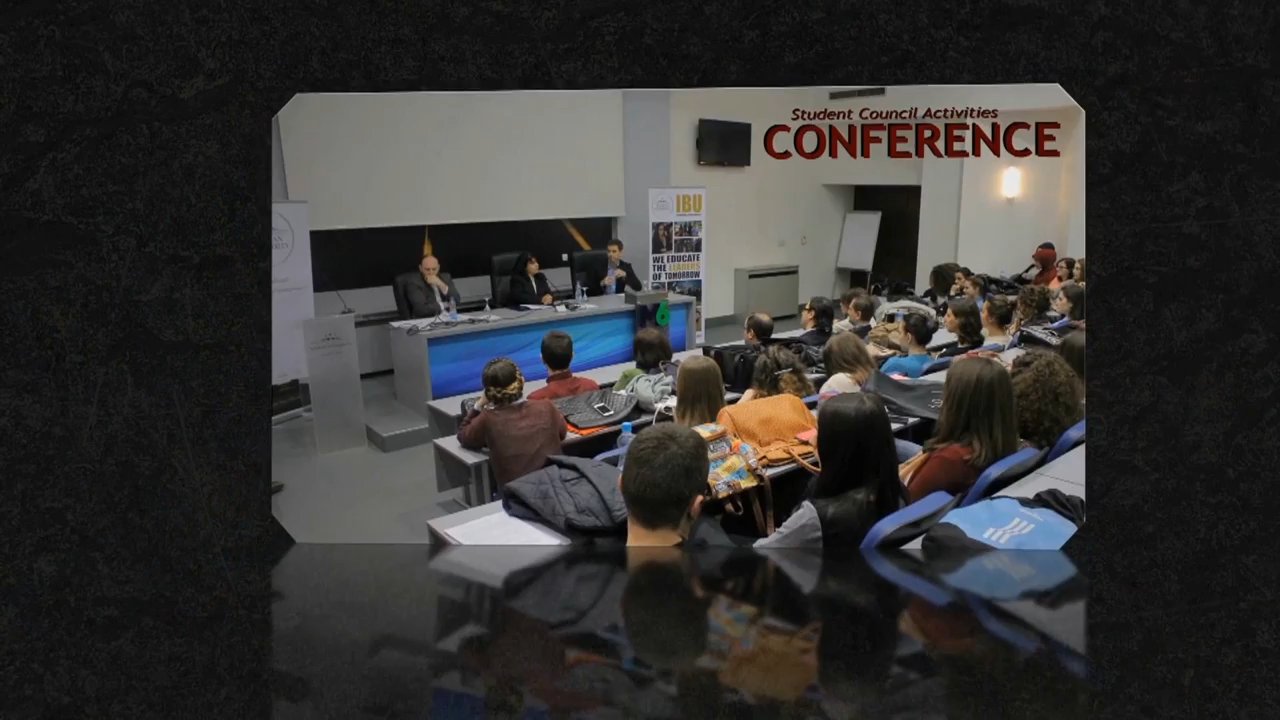 Student Council Activities
CONFERENCE
IBU
WE EDUCATE
THE LEADERS
OF TOMORROW